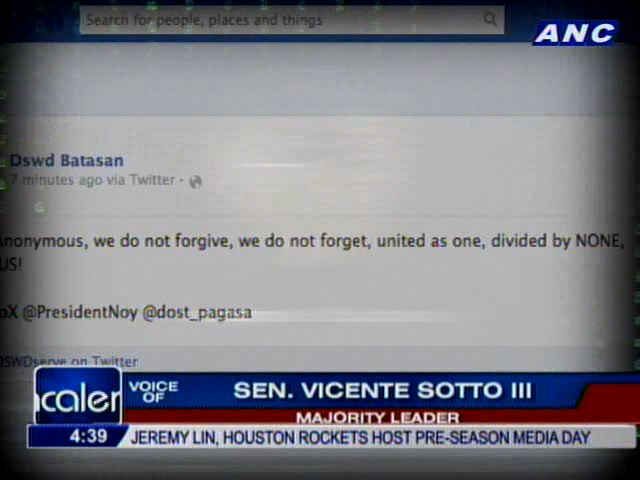 Search for people, places and things
ANC
Dswd Batasan
7 minutes ago via Twitter ·
Anonymous, we do not forgive, we do not forget, united as one, divided by NONE,
US!
@PresidentNoy @dost_pagasa
DSWDserve on Twitter
VOICE
OF
SEN. VICENTE SOTTO III
MAJORITY LEADER
4:39
JEREMY LIN, HOUSTON ROCKETS HOST PRE-SEASON MEDIA DAY